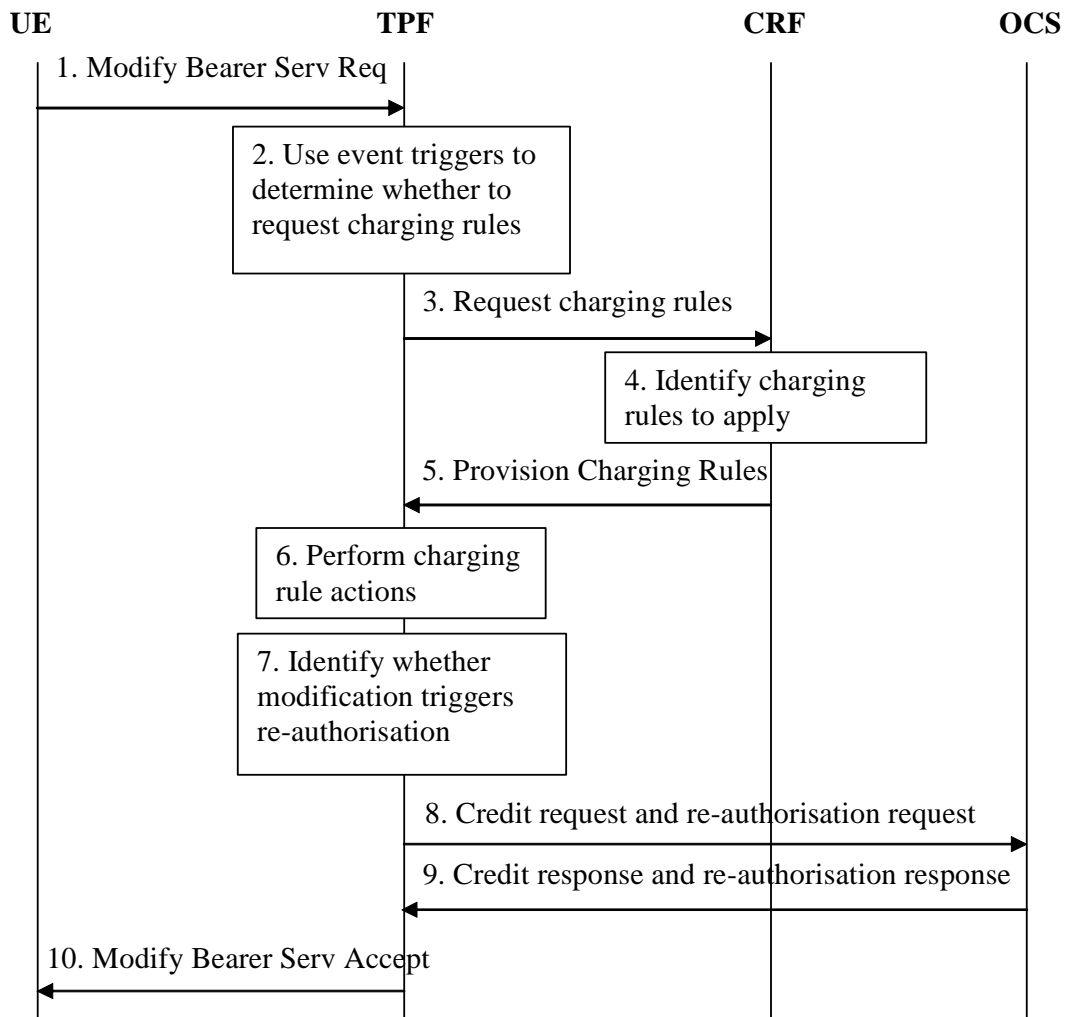 UE TPF CRF OCS
1. Modify Bearer Serv Req
2. Use event triggers to
determine whether to
request charging rules
3. Request charging rules
4. Identify charging
rules to apply
5. Provision Charging Rules
6. Perform charging
rule actions
7. Identify whether
modification triggers
re-authorisation
8. Credit request and re-authorisation request
9. Credit response and re-authorisation response
10. Modify Bearer Serv Accept